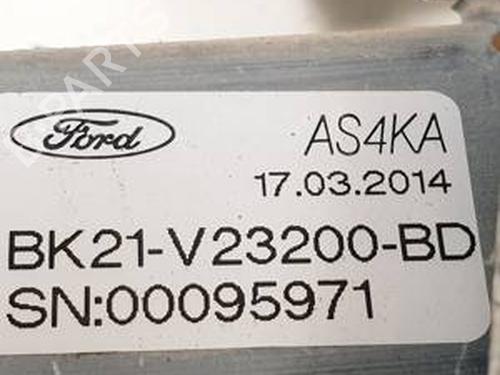 Ford
AS4KA
17.03.2014
BK21-V23200-BD
SN:00095971